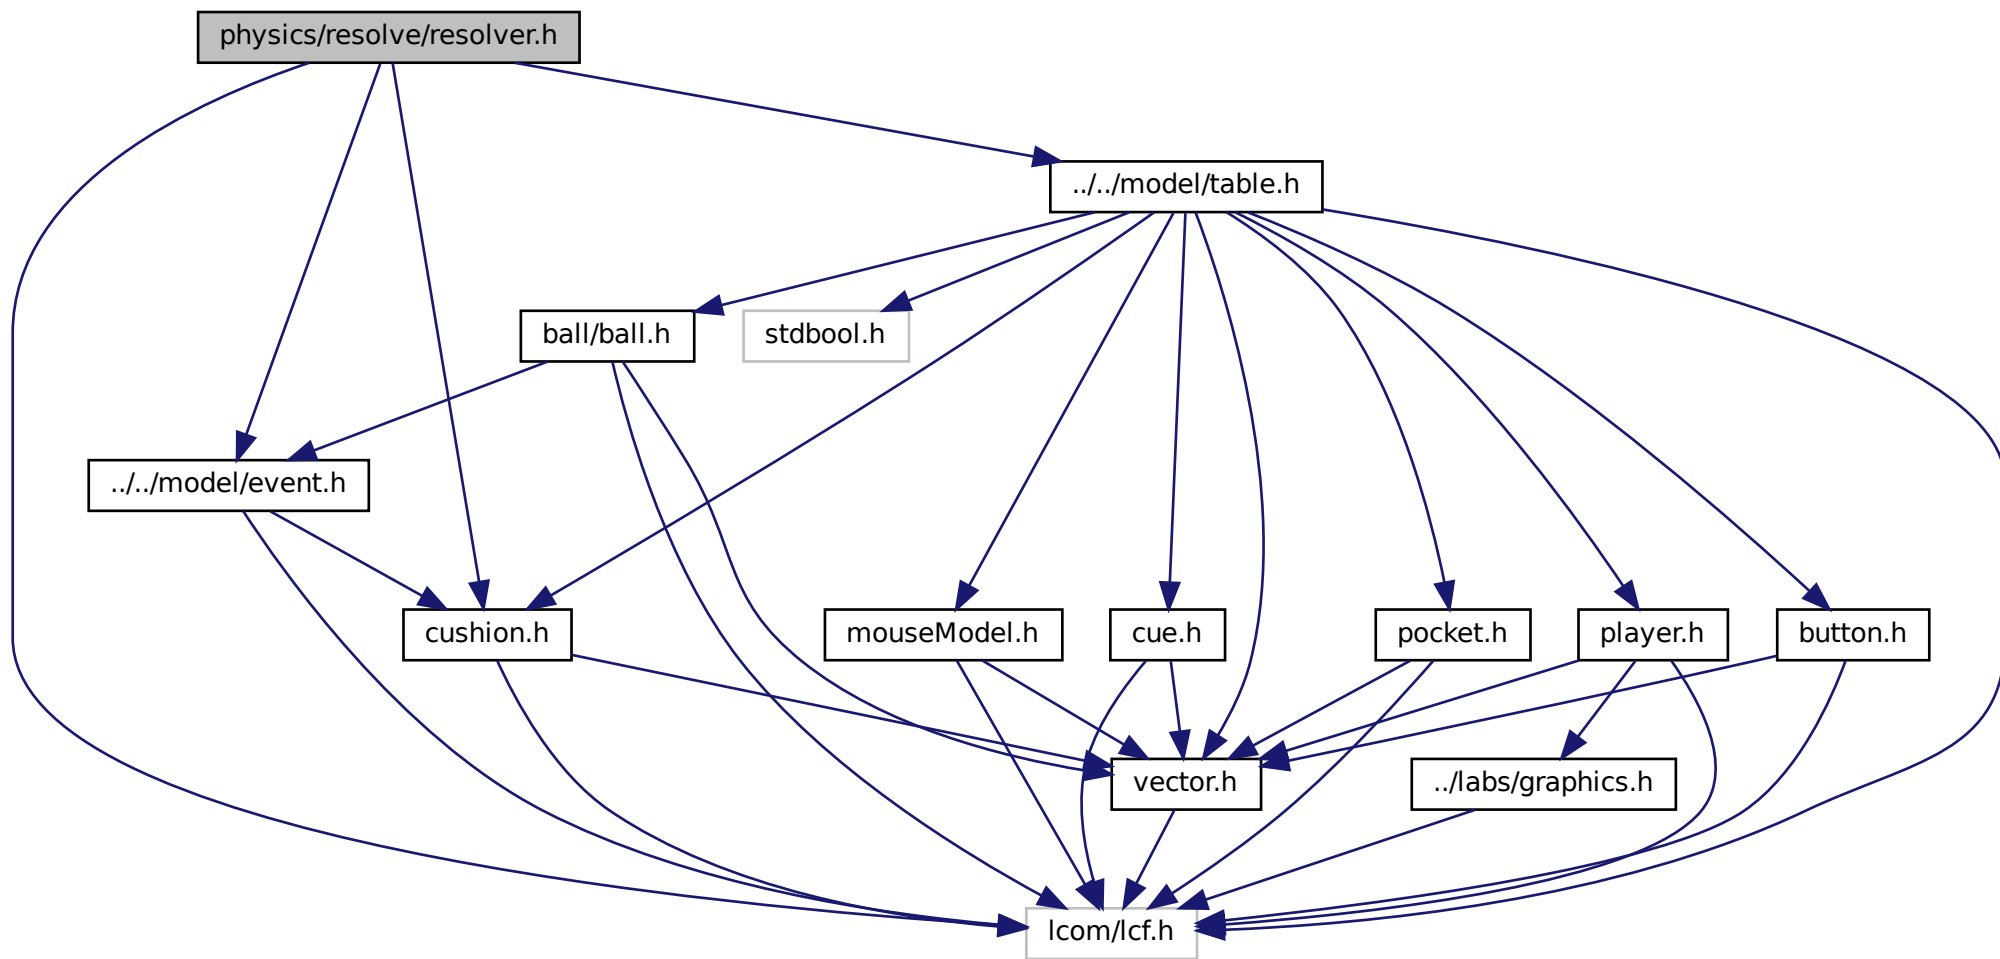 physics/resolve/resolver.h
../../model/table.h
ball/ball.h
stdbool.h
../../model/event.h
cushion.h
mouseModel.h
cue.h
pocket.h
player.h
button.h
vector.h
../labs/graphics.h
lcom/lcf.h